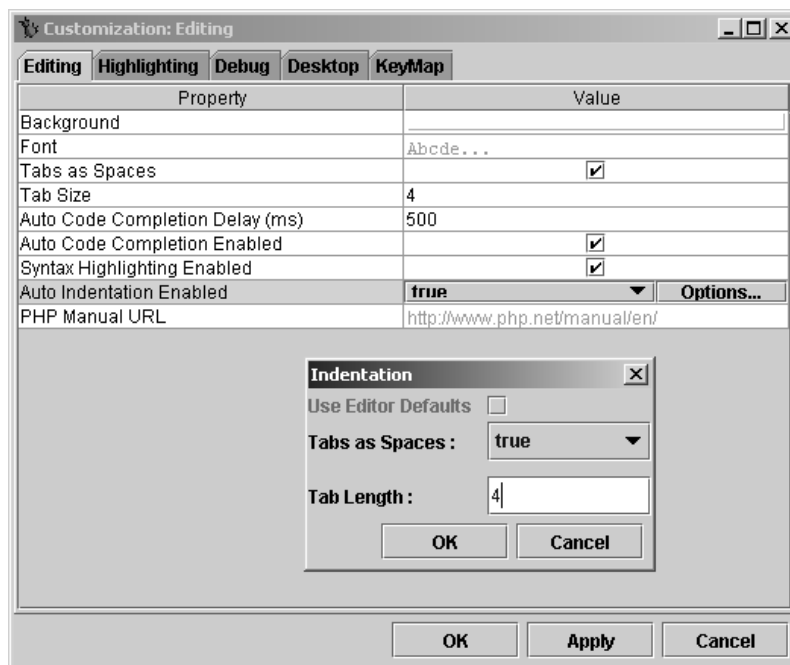 Customization: Editing
Editing Highlighting Debug Desktop KeyMap
Property Value
Background
Font Abcde...
Tabs as Spaces
Tab Size 4
Auto Code Completion Delay (ms) 500
Auto Code Completion Enabled
Syntax Highlighting Enabled
Auto Indentation Enabled true Options...
PHP Manual URL http://www.php.net/manual/en/
Indentation
Use Editor Defaults
Tabs as Spaces : true
Tab Length : 4
OK Cancel
OK Apply Cancel